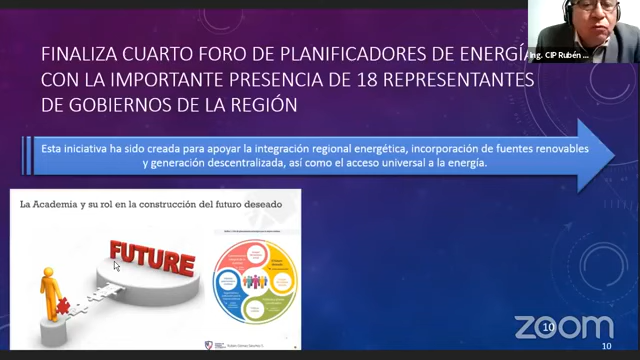 FINALIZA CUARTO FORO DE PLANIFICADORES DE ENERGÍA
CON LA IMPORTANTE PRESENCIA DE 18 REPRESENTANTES
DE GOBIERNOS DE LA REGIÓN
Ing. CIP Rubén ...
Esta iniciativa ha sido creada para apoyar la integración regional energética, incorporación de fuentes renovables
y generación descentralizada, así como el acceso universal a la energía.
La Academia y su rol en la construcción del futuro deseado
FUTURE
10
zoom
10